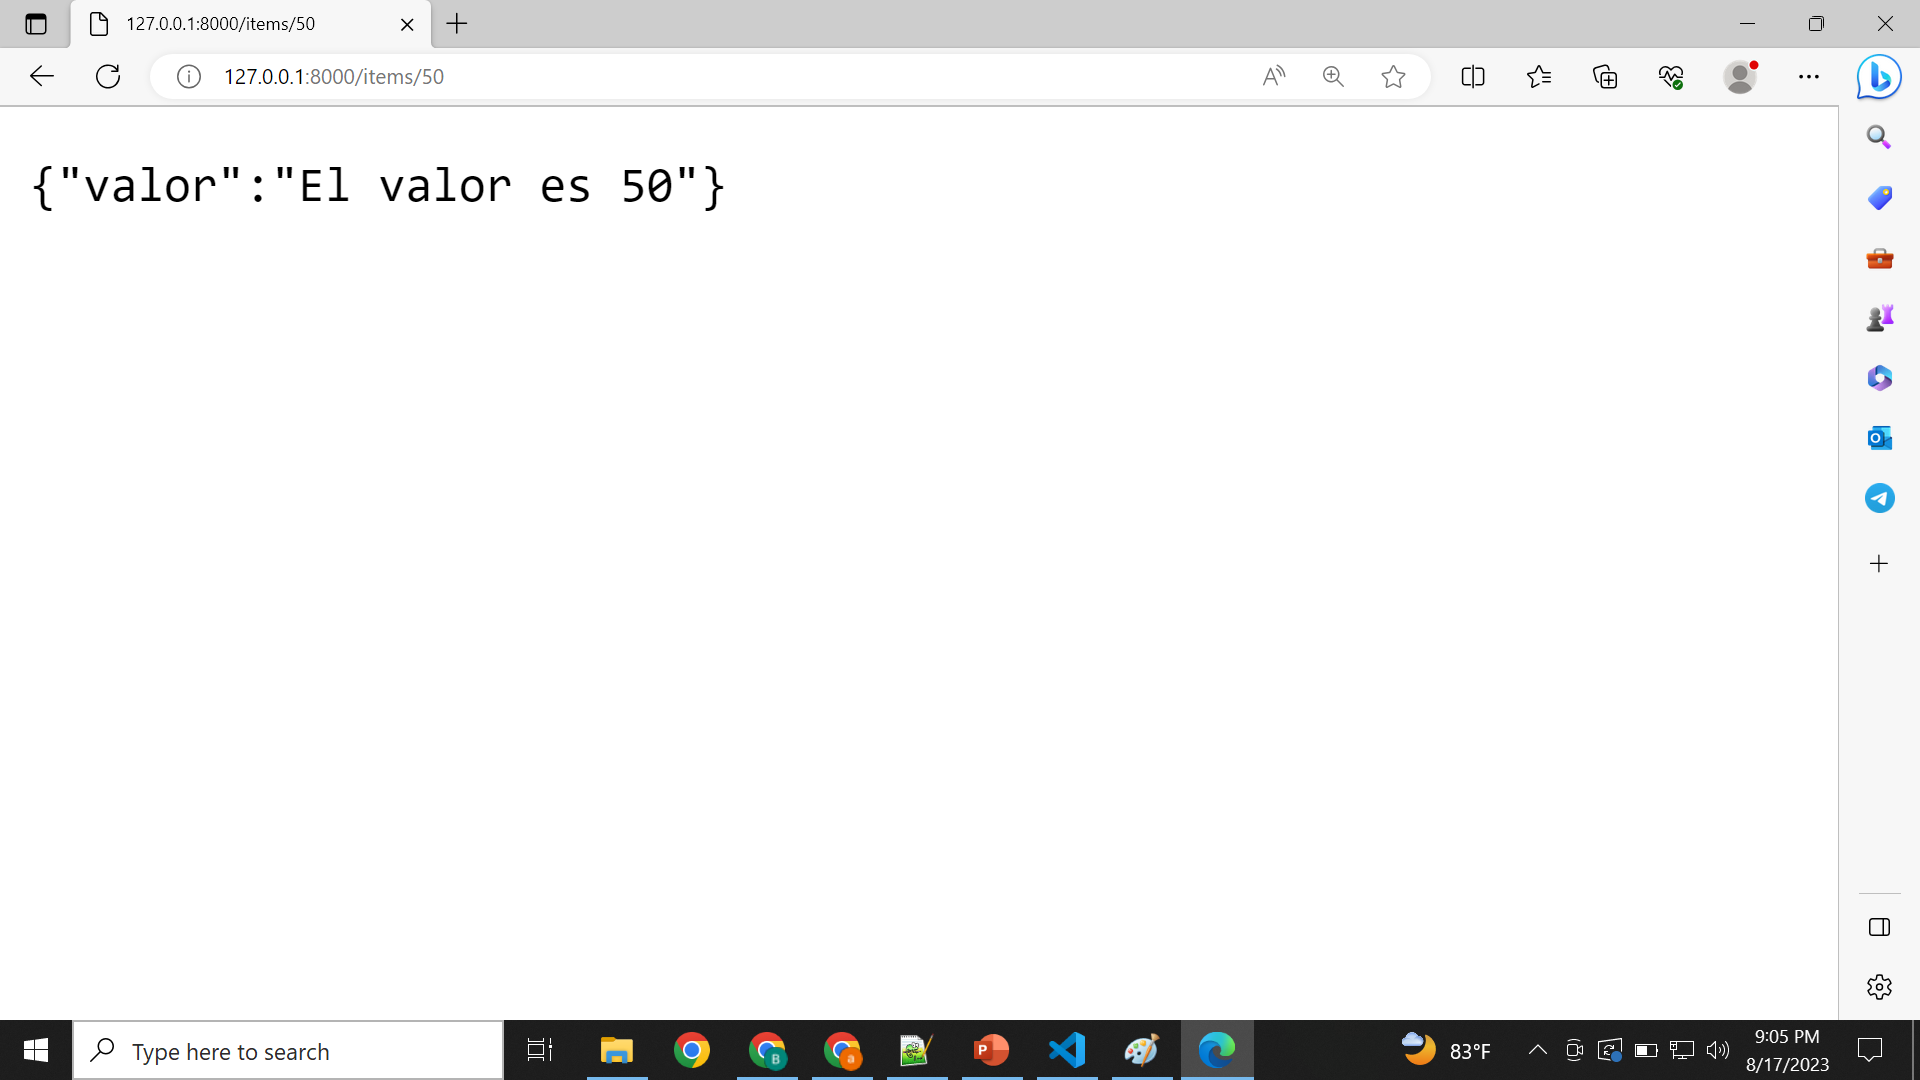 127.0.0.1:8000/items/50
127.0.0.1:8000/items/50
{"valor":"El valor es 50"}
Type here to search
B
a
P
83°F
9:05 PM
8/17/2023